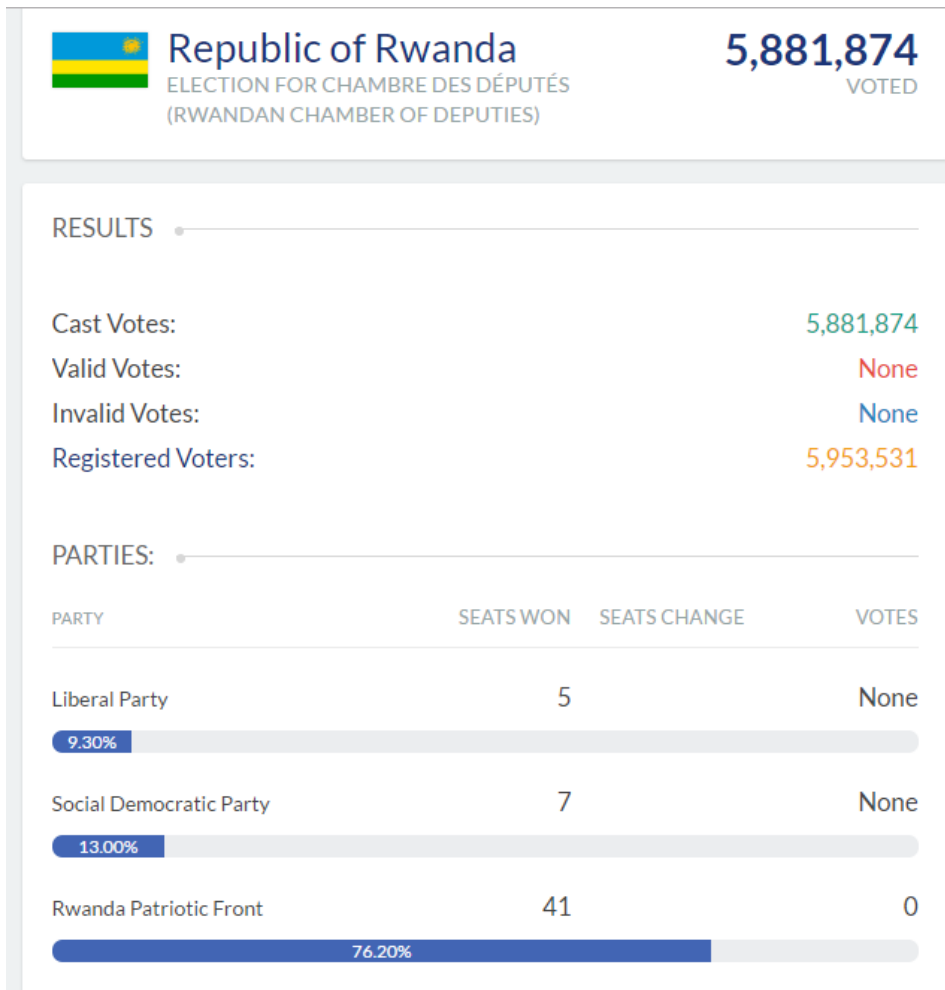 Republic of Rwanda
5,881,874
ELECTION FOR CHAMBRE DES DÉPUTÉS
VOTED
(RWANDAN CHAMBER OF DEPUTIES)
RESULTS
Cast Votes: 5,881,874
Valid Votes: None
Invalid Votes: None
Registered Voters: 5,953,531
PARTIES:
PARTY SEATS WON SEATS CHANGE VOTES
Liberal Party 5 None
9.30%
Social Democratic Party 7 None
13.00%
Rwanda Patriotic Front 41 0
76.20%